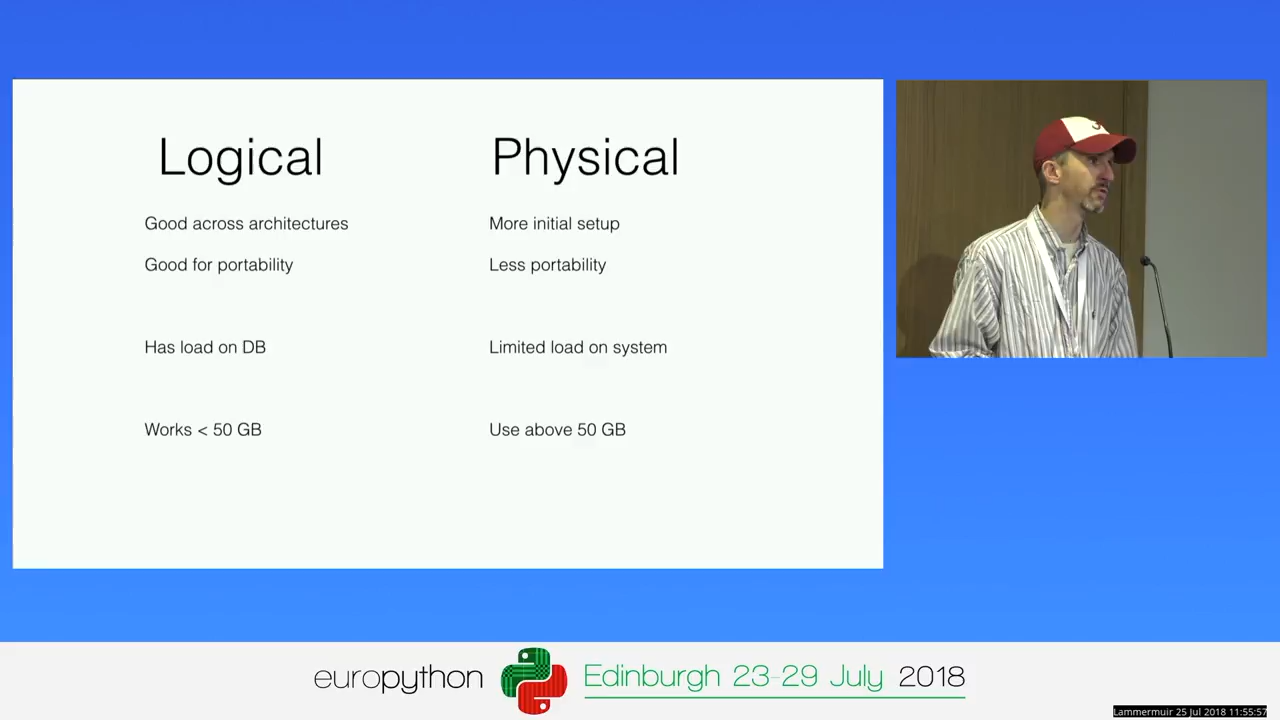 Logical
Physical
Good across architectures
More initial setup
Good for portability
Less portability
Has load on DB
Limited load on system
Works < 50 GB
Use above 50 GB
europython
Edinburgh 23-29 July 2018
Lammermuir 25 Jul 2018 11:55:57